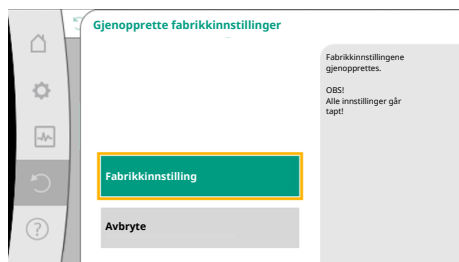 Gjenopprette fabrikkinnstillinger
Fabrikkinnstillingene
gjenopprettes.
OBS!
Alle innstillinger går
tapt!
Fabrikkinnstilling
Avbryte
?